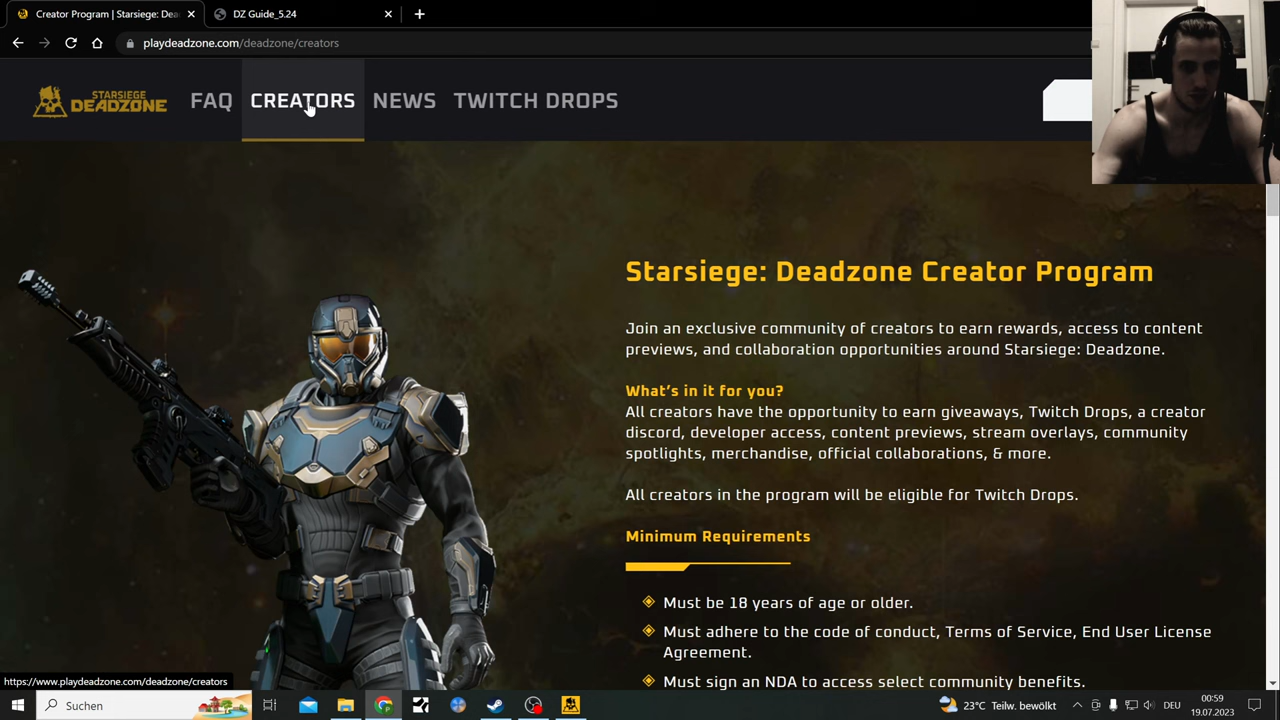 Creator Program | Starsiege: Dea
DZ Guide_5.24
playdeadzone.com/deadzone/creators
STARSIEGE
DEADZONE
FAQ
CREATORS
NEWS
TWITCH DROPS
Starsiege: Deadzone Creator Program
Join an exclusive community of creators to earn rewards, access to content
previews, and collaboration opportunities around Starsiege: Deadzone.
What's in it for you?
All creators have the opportunity to earn giveaways, Twitch Drops, a creator
discord, developer access, content previews, stream overlays, community
spotlights, merchandise, official collaborations, & more.
All creators in the program will be eligible for Twitch Drops.
Minimum Requirements
Must be 18 years of age or older.
Must adhere to the code of conduct, Terms of Service, End User License
Agreement.
Must sign an NDA to access select community benefits.
https://www.playdeadzone.com/deadzone/creators
Suchen
23°C Teilw. bewölkt
DEU
00:59
19.07.2023